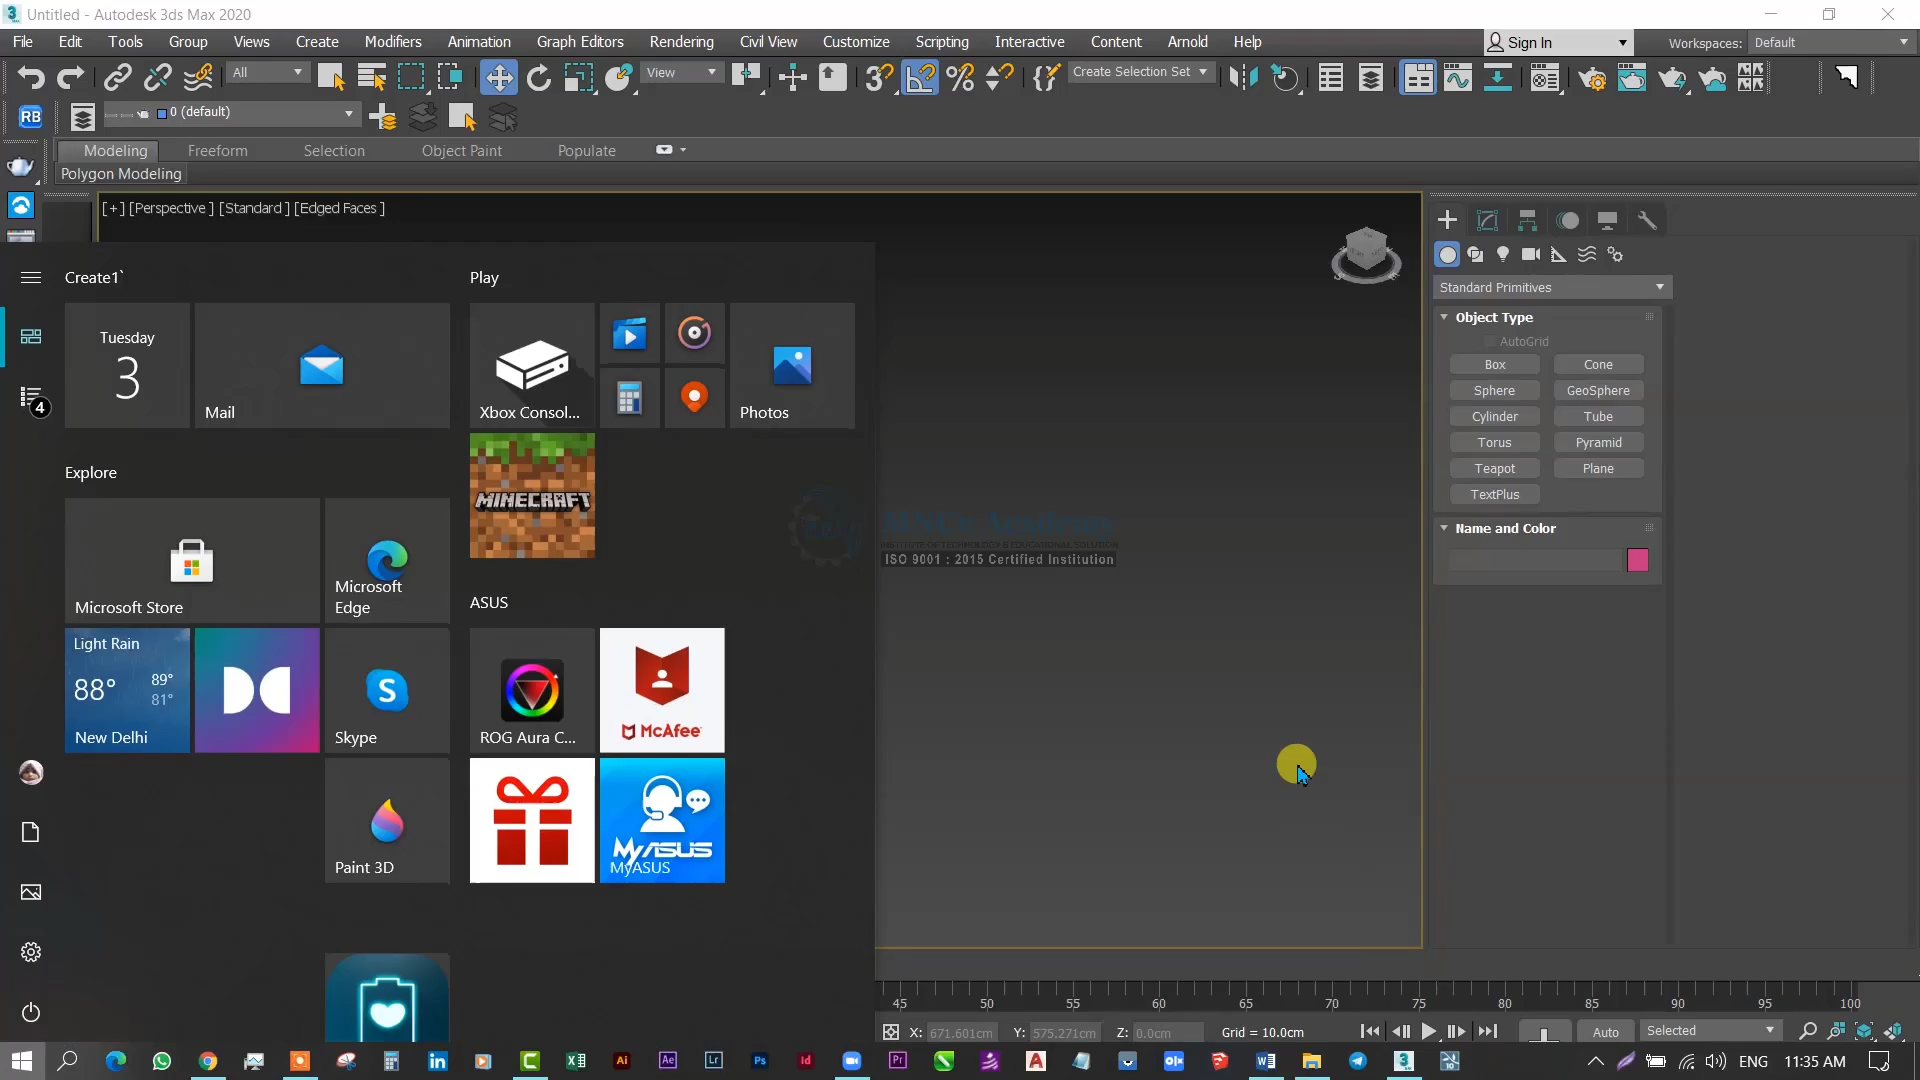 Untitled - Autodesk 3ds Max 2020
File Edit Tools Group Views Create Modifiers Animation Graph Editors Rendering Civil View Customize Scripting Interactive Content Arnold Help
Sign In
Workspaces: Default
All
View
Create Selection Set
RB
0 (default)
Modeling Freeform Selection Object Paint Populate
Polygon Modeling
[+] [Perspective ] [Standard ] [Edged Faces ]
Create1`
Play
Tuesday
3
Mail
Xbox Consol...
Photos
Explore
MINECRAFT
Microsoft Store
Microsoft
Edge
ASUS
Light Rain
88°
89°
81°
New Delhi
Skype
ROG Aura C...
McAfee
Paint 3D
MyASUS
MyASUS
4
ISO 9001 : 2015 Certified Institution
Standard Primitives
Object Type
AutoGrid
Box Cone
Sphere GeoSphere
Cylinder Tube
Torus Pyramid
Teapot Plane
TextPlus
Name and Color
45 50 55 60 65 70 75 80 85 90 95 100
X: 671.601cm Y: 575.271cm Z: 0.0cm Grid = 10.0cm
Auto
Selected
ENG 11:35 AM